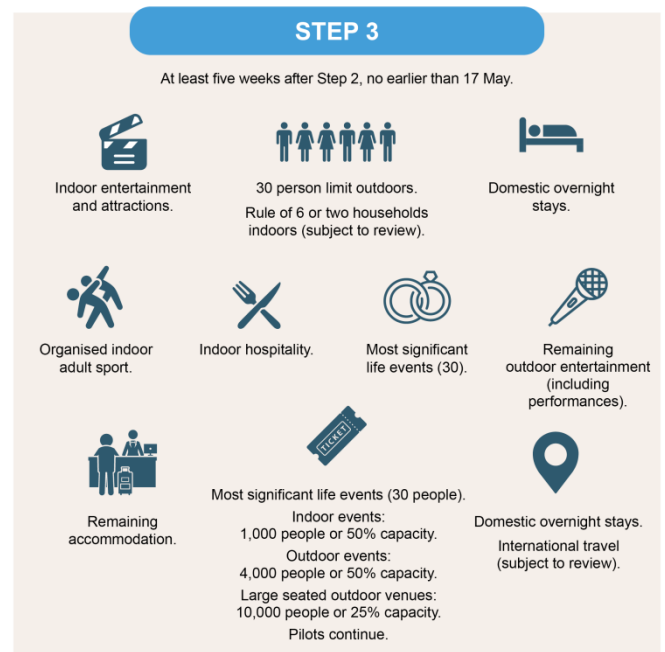 STEP 3
At least five weeks after Step 2, no earlier than 17 May.
Indoor entertainment
and attractions.
30 person limit outdoors.
Rule of 6 or two households
indoors (subject to review).
Domestic overnight
stays.
Organised indoor
adult sport.
Indoor hospitality.
Most significant
life events (30).
Remaining
outdoor entertainment
(including
performances).
Remaining
accommodation.
TICKET
Most significant life events (30 people).
Indoor events:
1,000 people or 50% capacity.
Outdoor events:
4,000 people or 50% capacity.
Large seated outdoor venues:
10,000 people or 25% capacity.
Pilots continue.
Domestic overnight stays.
International travel
(subject to review).